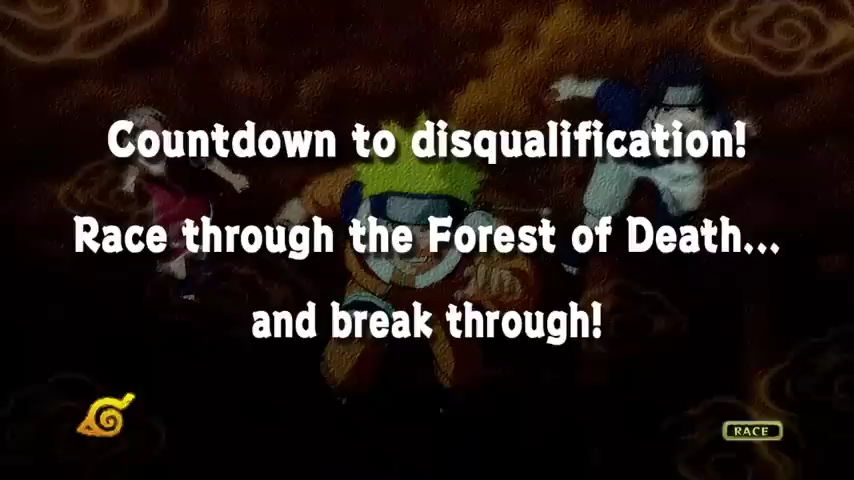 Countdown to disqualification!
Race through the Forest of Death...
and break through!
RACE